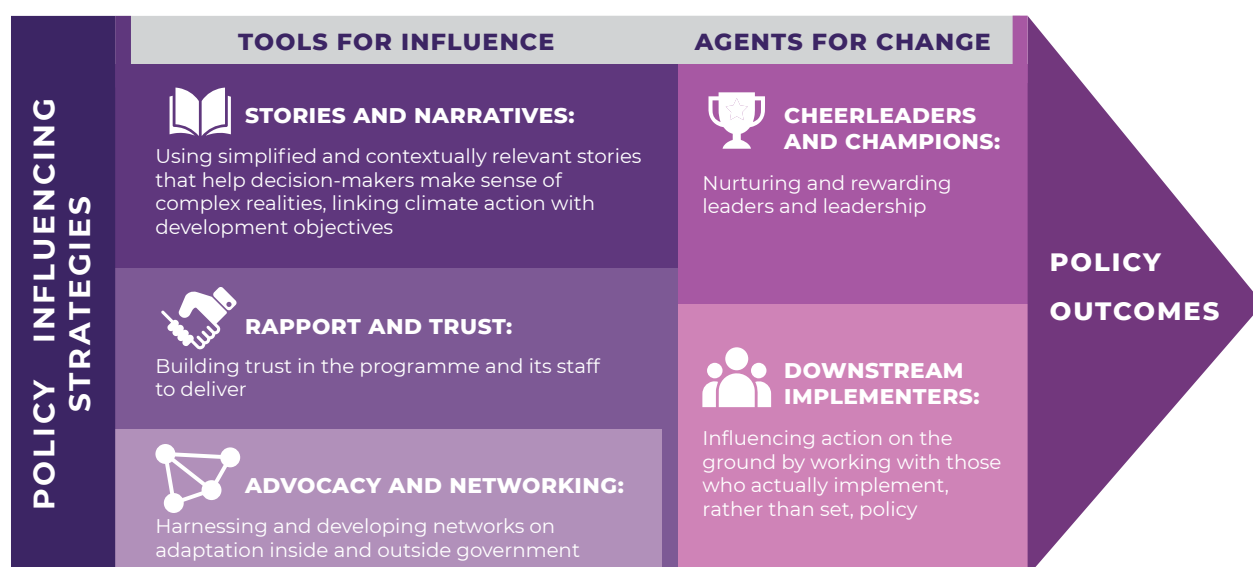 POLICY INFLUENCING
STRATEGIES
TOOLS FOR INFLUENCE
STORIES AND NARRATIVES:
Using simplified and contextually relevant stories
that help decision-makers make sense of
complex realities, linking climate action with
development objectives
RAPPORT AND TRUST:
Building trust in the programme and its staff
to deliver
ADVOCACY AND NETWORKING:
Harnessing and developing networks on
adaptation inside and outside government
AGENTS FOR CHANGE
CHEERLEADERS
AND CHAMPIONS:
Nurturing and rewarding
leaders and leadership
DOWNSTREAM
IMPLEMENTERS:
Influencing action on the
ground by working with those
who actually implement,
rather than set, policy
POLICY
OUTCOMES